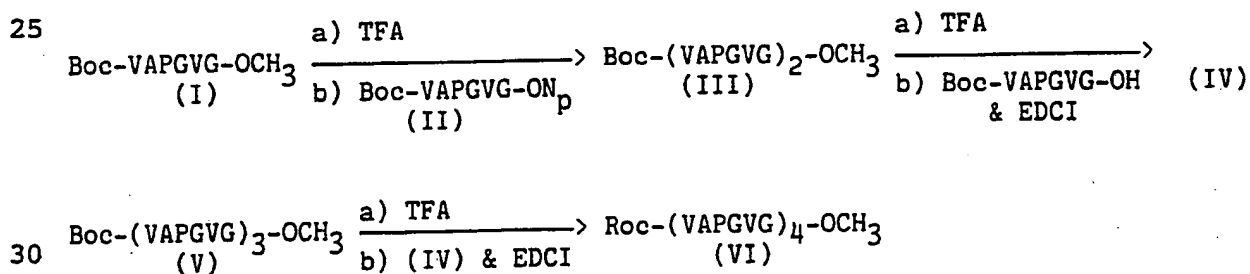 25
a) TFA a) TFA
Boc-VAPGVG-OCH3 Boc-(VAPGVG)2-OCH3
(I) b) Boc-VAPGVG-ONp (III) b) Boc-VAPGVG-OH (IV)
(II) & EDCI
a) TFA
30 Boc-(VAPGVG)3-OCH3 Roc-(VAPGVG)4-OCH3
(V) b) (IV) & EDCI (VI)